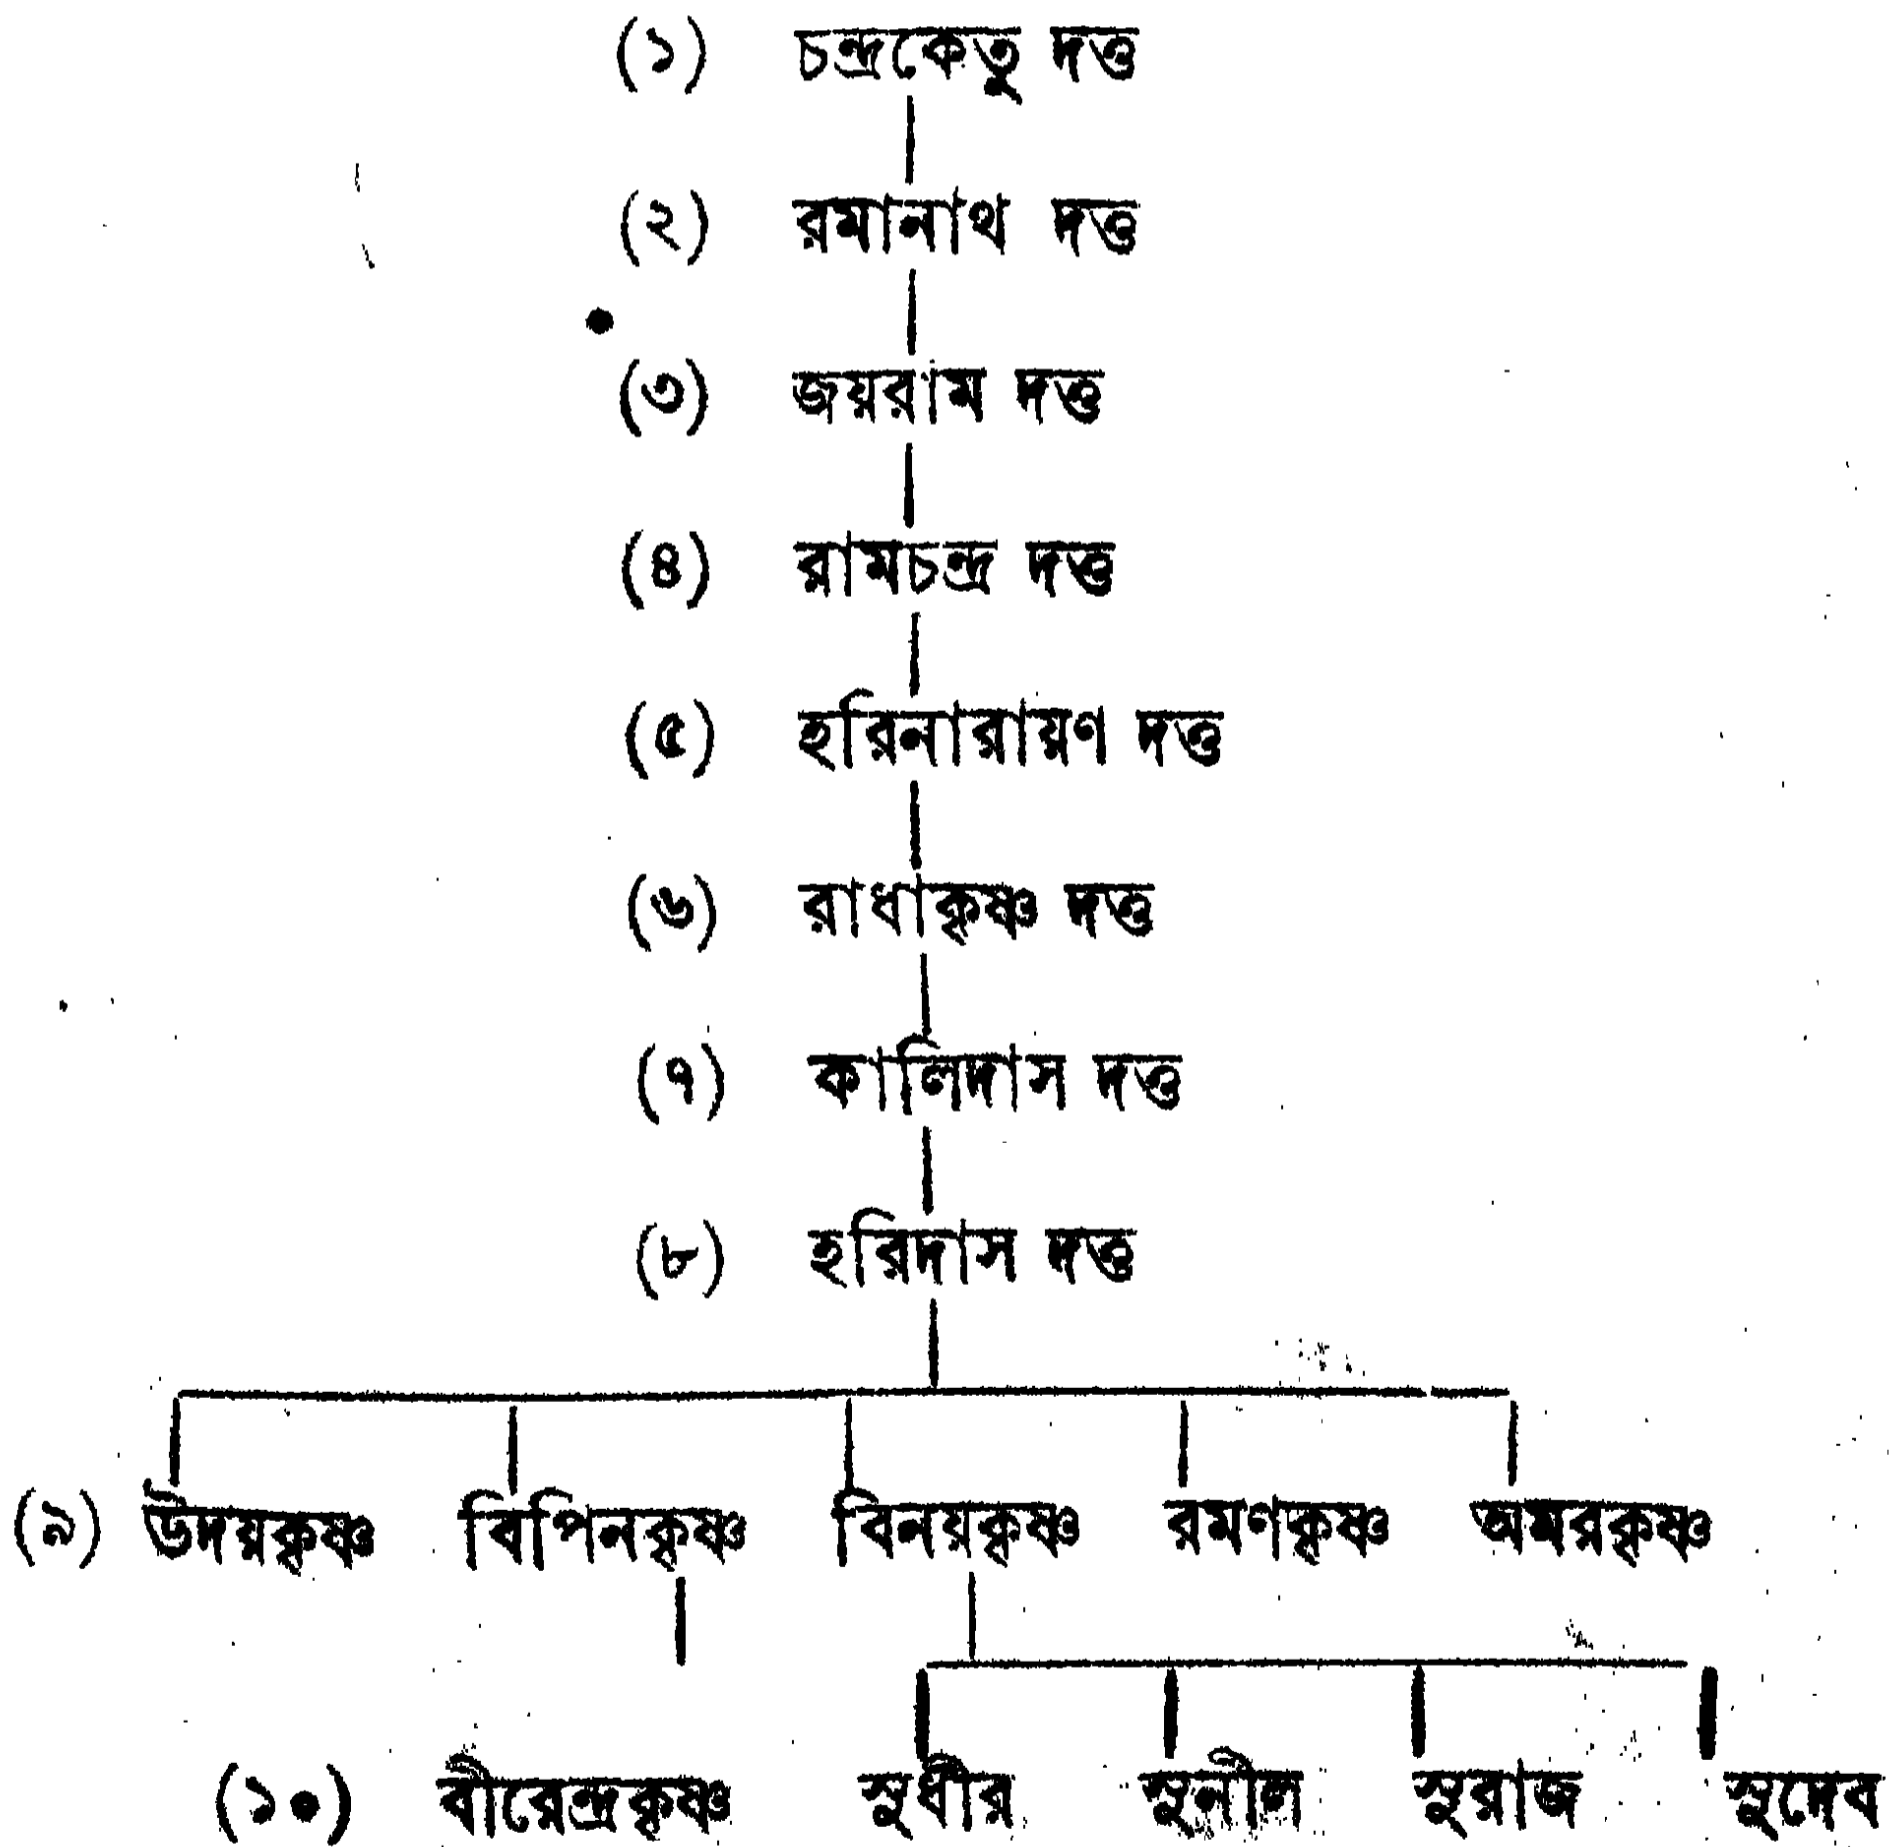 (১) চন্দ্রকেতু দত্ত
(২) রমানাথ দত্ত
(৩) জয়রাম দত্ত
(৪) রামচন্দ্র দত্ত
(৫) হরিনারায়ণ দত্ত
(৬) রাধাকৃষ্ণ দত্ত
(৭) কালিদাস দত্ত
(৮) হরিদাস দত্ত
(৯) উদয়কৃষ্ণ বিপিনকৃষ্ণ বিনয়কৃষ্ণ রমণকৃষ্ণ অমরকৃষ্ণ
(১০) বীরেন্দ্রকৃষ্ণ সুধীর সুনীল সুরাজ সুদেব